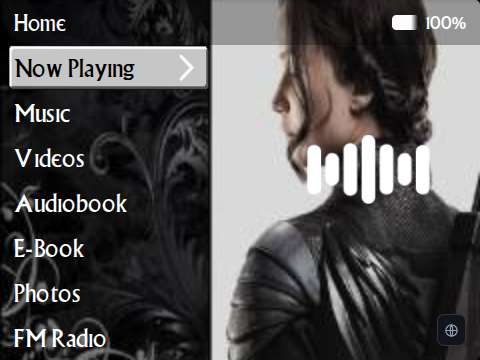 Home
100%
Now Playing
Music
Videos
Audiobook
E-Book
Photos
FM Radio